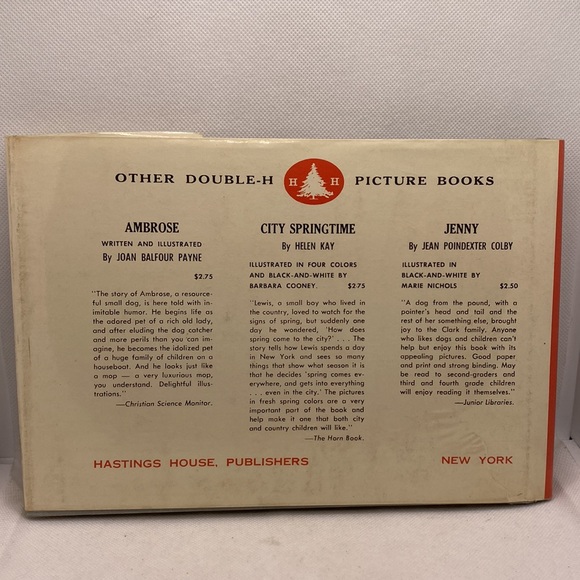 OTHER DOUBLE-H H H PICTURE BOOKS
AMBROSE
WRITTEN AND ILLUSTRATED
By JOAN BALFOUR PAYNE
$2.75
"The story of Ambrose, a resource-
ful small dog, is here told with in-
imitable humor. He begins life as
the adored pet of a rich old lady,
and after eluding the dog catcher
and more perils than you can im-
agine, he becomes the idolized pet
of a huge family of children on a
houseboat. And he looks just like
a map — a very luxurious map,
you understand. Delightful illus-
trations."
—Christian Science Monitor.
CITY SPRINGTIME
By HELEN KAY
ILLUSTRATED IN FOUR COLORS
AND BLACK-AND-WHITE BY
BARBARA COONEY. $2.75
"Lewis, a small boy who lived in
the country, loved to watch for the
signs of spring, but suddenly one
day he wondered, 'How does
spring come to the city?' . . . The
story tells how Lewis spends a day
in New York and sees so many
things that show what season it is
that he decides 'spring comes ev-
erywhere, and gets into everything
. . . even in the city.' The pictures
in fresh spring colors are a very
important part of the book and
help make it one that both city
and country children will like."
—The Horn Book.
JENNY
By JEAN POINDEXTER COLBY
ILLUSTRATED IN
BLACK-AND-WHITE BY
MARIE NICHOLS $2.50
"A dog from the pound, with a
pointer's head and tail and the
rest of her something else, brought
joy to the Clark family. Anyone
who likes dogs and children can't
help but enjoy this book with its
appealing pictures. Good paper
and print and strong binding. May
be read to second-graders and
third and fourth grade children
will enjoy reading it themselves."
—Junior Libraries.
HASTINGS HOUSE, PUBLISHERS NEW YORK